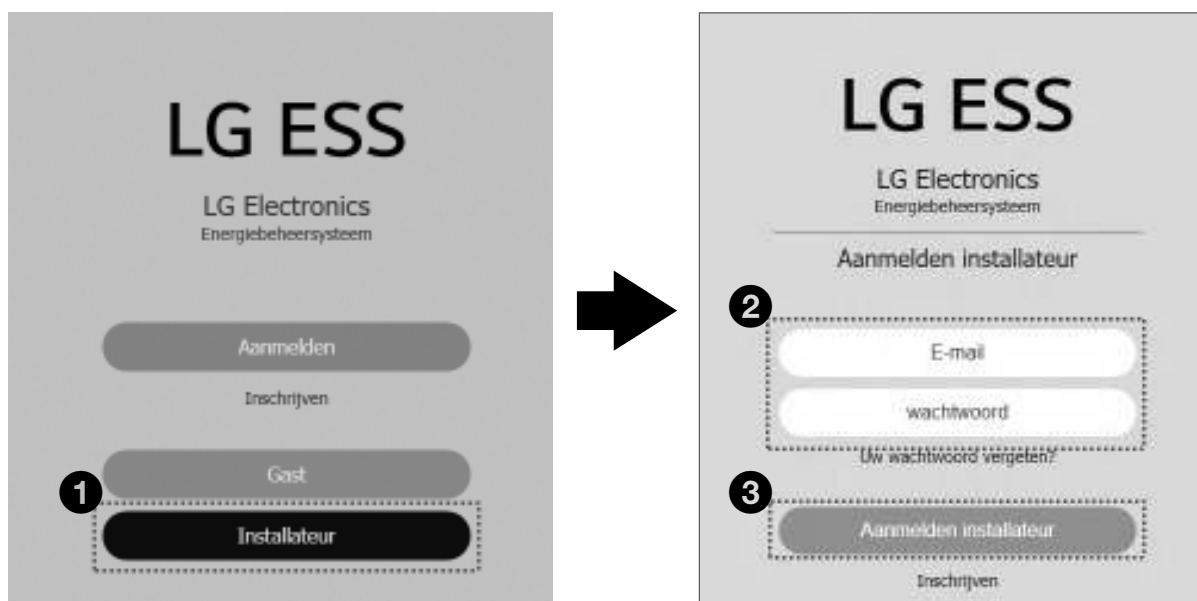 LG ESS
LG Electronics
Energiebeheersysteem
Aanmelden
Inschrijven
Gast
1
Installateur
LG ESS
LG Electronics
Energiebeheersysteem
Aanmelden installateur
2
E-mail
wachtwoord
Uw wachtwoord vergeten?
3
Aanmelden installateur
Inschrijven